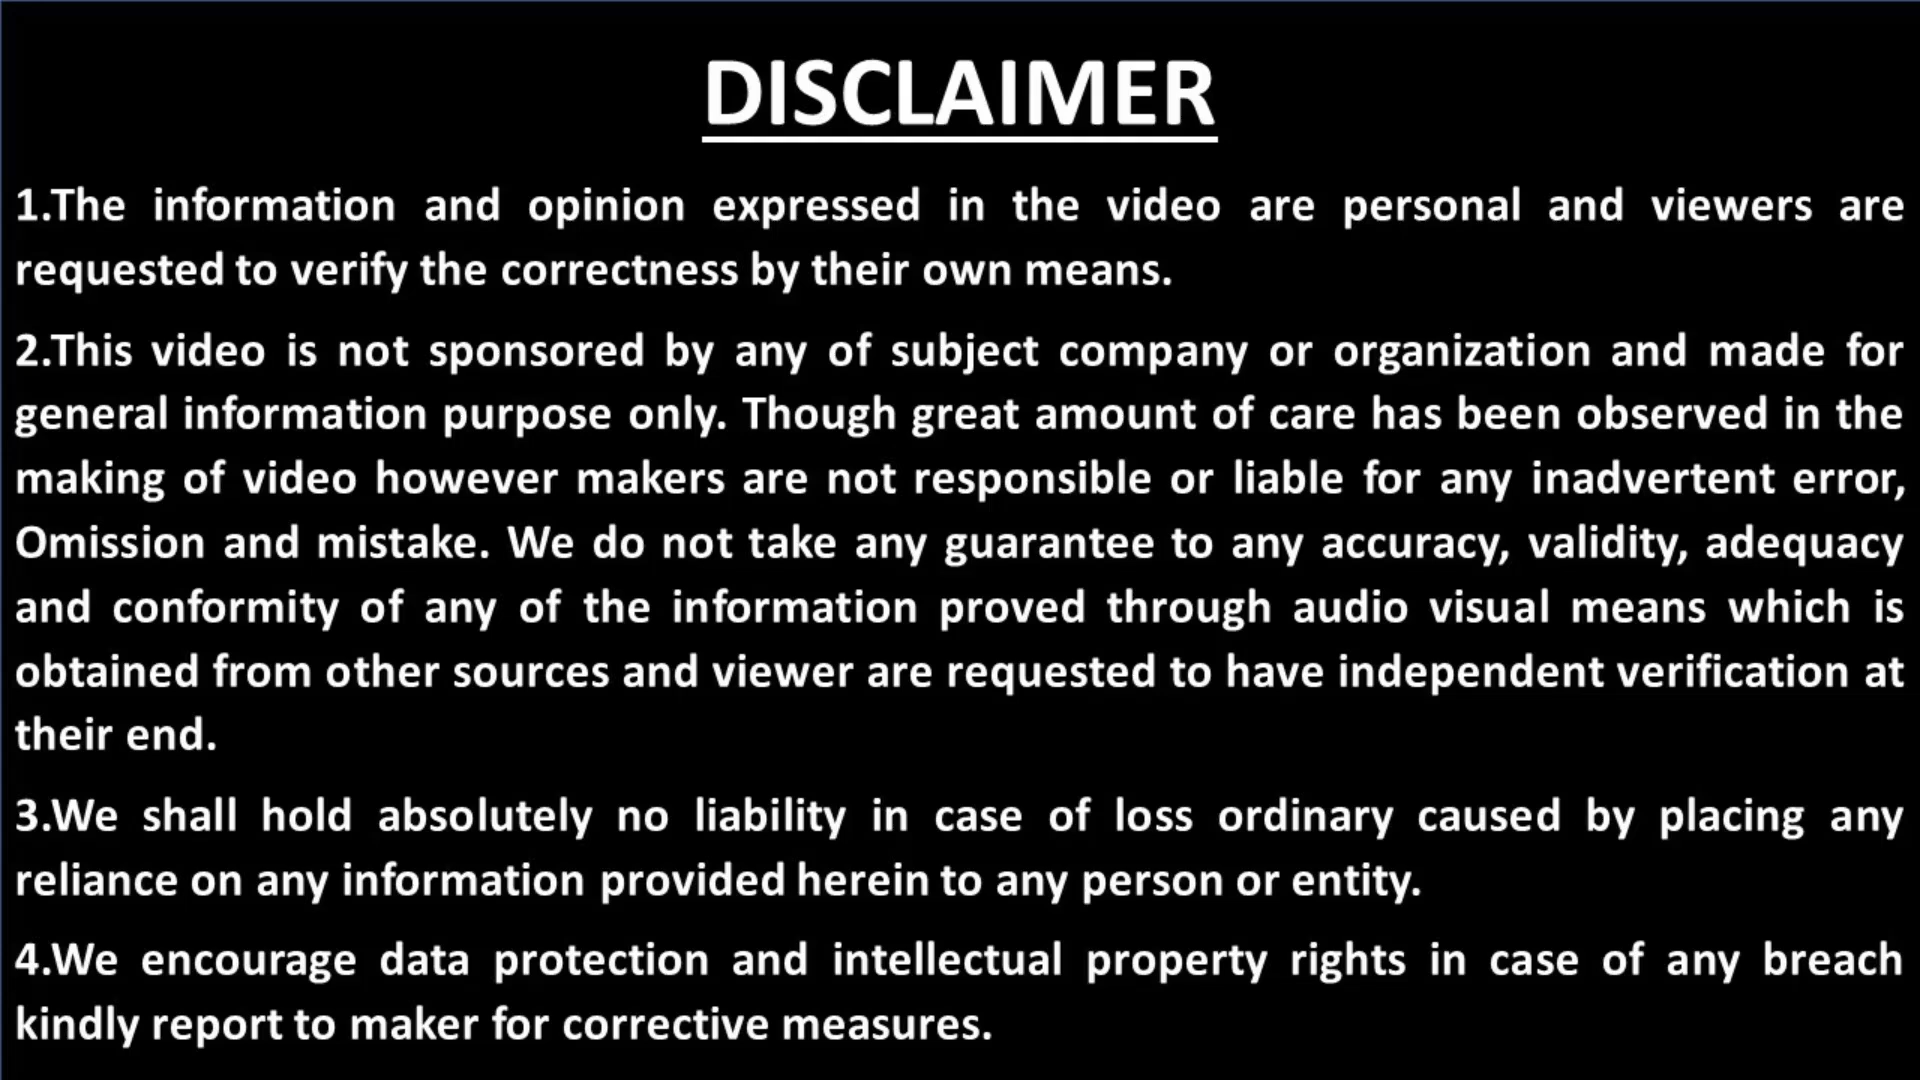 DISCLAIMER
1.The information and opinion expressed in the video are personal and viewers are
requested to verify the correctness by their own means.
2.This video is not sponsored by any of subject company or organization and made for
general information purpose only. Though great amount of care has been observed in the
making of video however makers are not responsible or liable for any inadvertent error,
Omission and mistake. We do not take any guarantee to any accuracy, validity, adequacy
and conformity of any of the information proved through audio visual means which is
obtained from other sources and viewer are requested to have independent verification at
their end.
3.We shall hold absolutely no liability in case of loss ordinary caused by placing any
reliance on any information provided herein to any person or entity.
4.We encourage data protection and intellectual property rights in case of any breach
kindly report to maker for corrective measures.